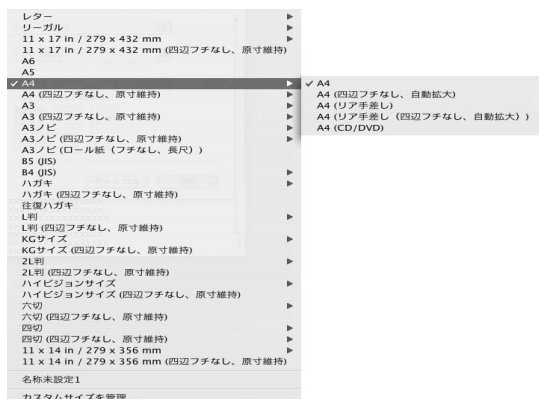 レター
リーガル
11 x 17 in / 279 x 432 mm
11 x 17 in / 279 x 432 mm (四辺フチなし、原寸維持)
A6
A5
A4
A4 (四辺フチなし、原寸維持)
A3
A3 (四辺フチなし、原寸維持)
A3ノビ
A3ノビ (四辺フチなし、原寸維持)
A3ノビ (ロール紙（フチなし、長尺）)
B5 (JIS)
B4 (JIS)
ハガキ
ハガキ (四辺フチなし、原寸維持)
往復ハガキ
L判
L判 (四辺フチなし、原寸維持)
KGサイズ
KGサイズ (四辺フチなし、原寸維持)
2L判
2L判 (四辺フチなし、原寸維持)
ハイビジョンサイズ
ハイビジョンサイズ (四辺フチなし、原寸維持)
六切
六切 (四辺フチなし、原寸維持)
四切
四切 (四辺フチなし、原寸維持)
11 x 14 in / 279 x 356 mm
11 x 14 in / 279 x 356 mm (四辺フチなし、原寸維持)
名称未設定1
カスタムサイズを管理
A4
A4 (四辺フチなし、自動拡大)
A4 (リア手差し)
A4 (リア手差し（四辺フチなし、自動拡大）)
A4 (CD/DVD)